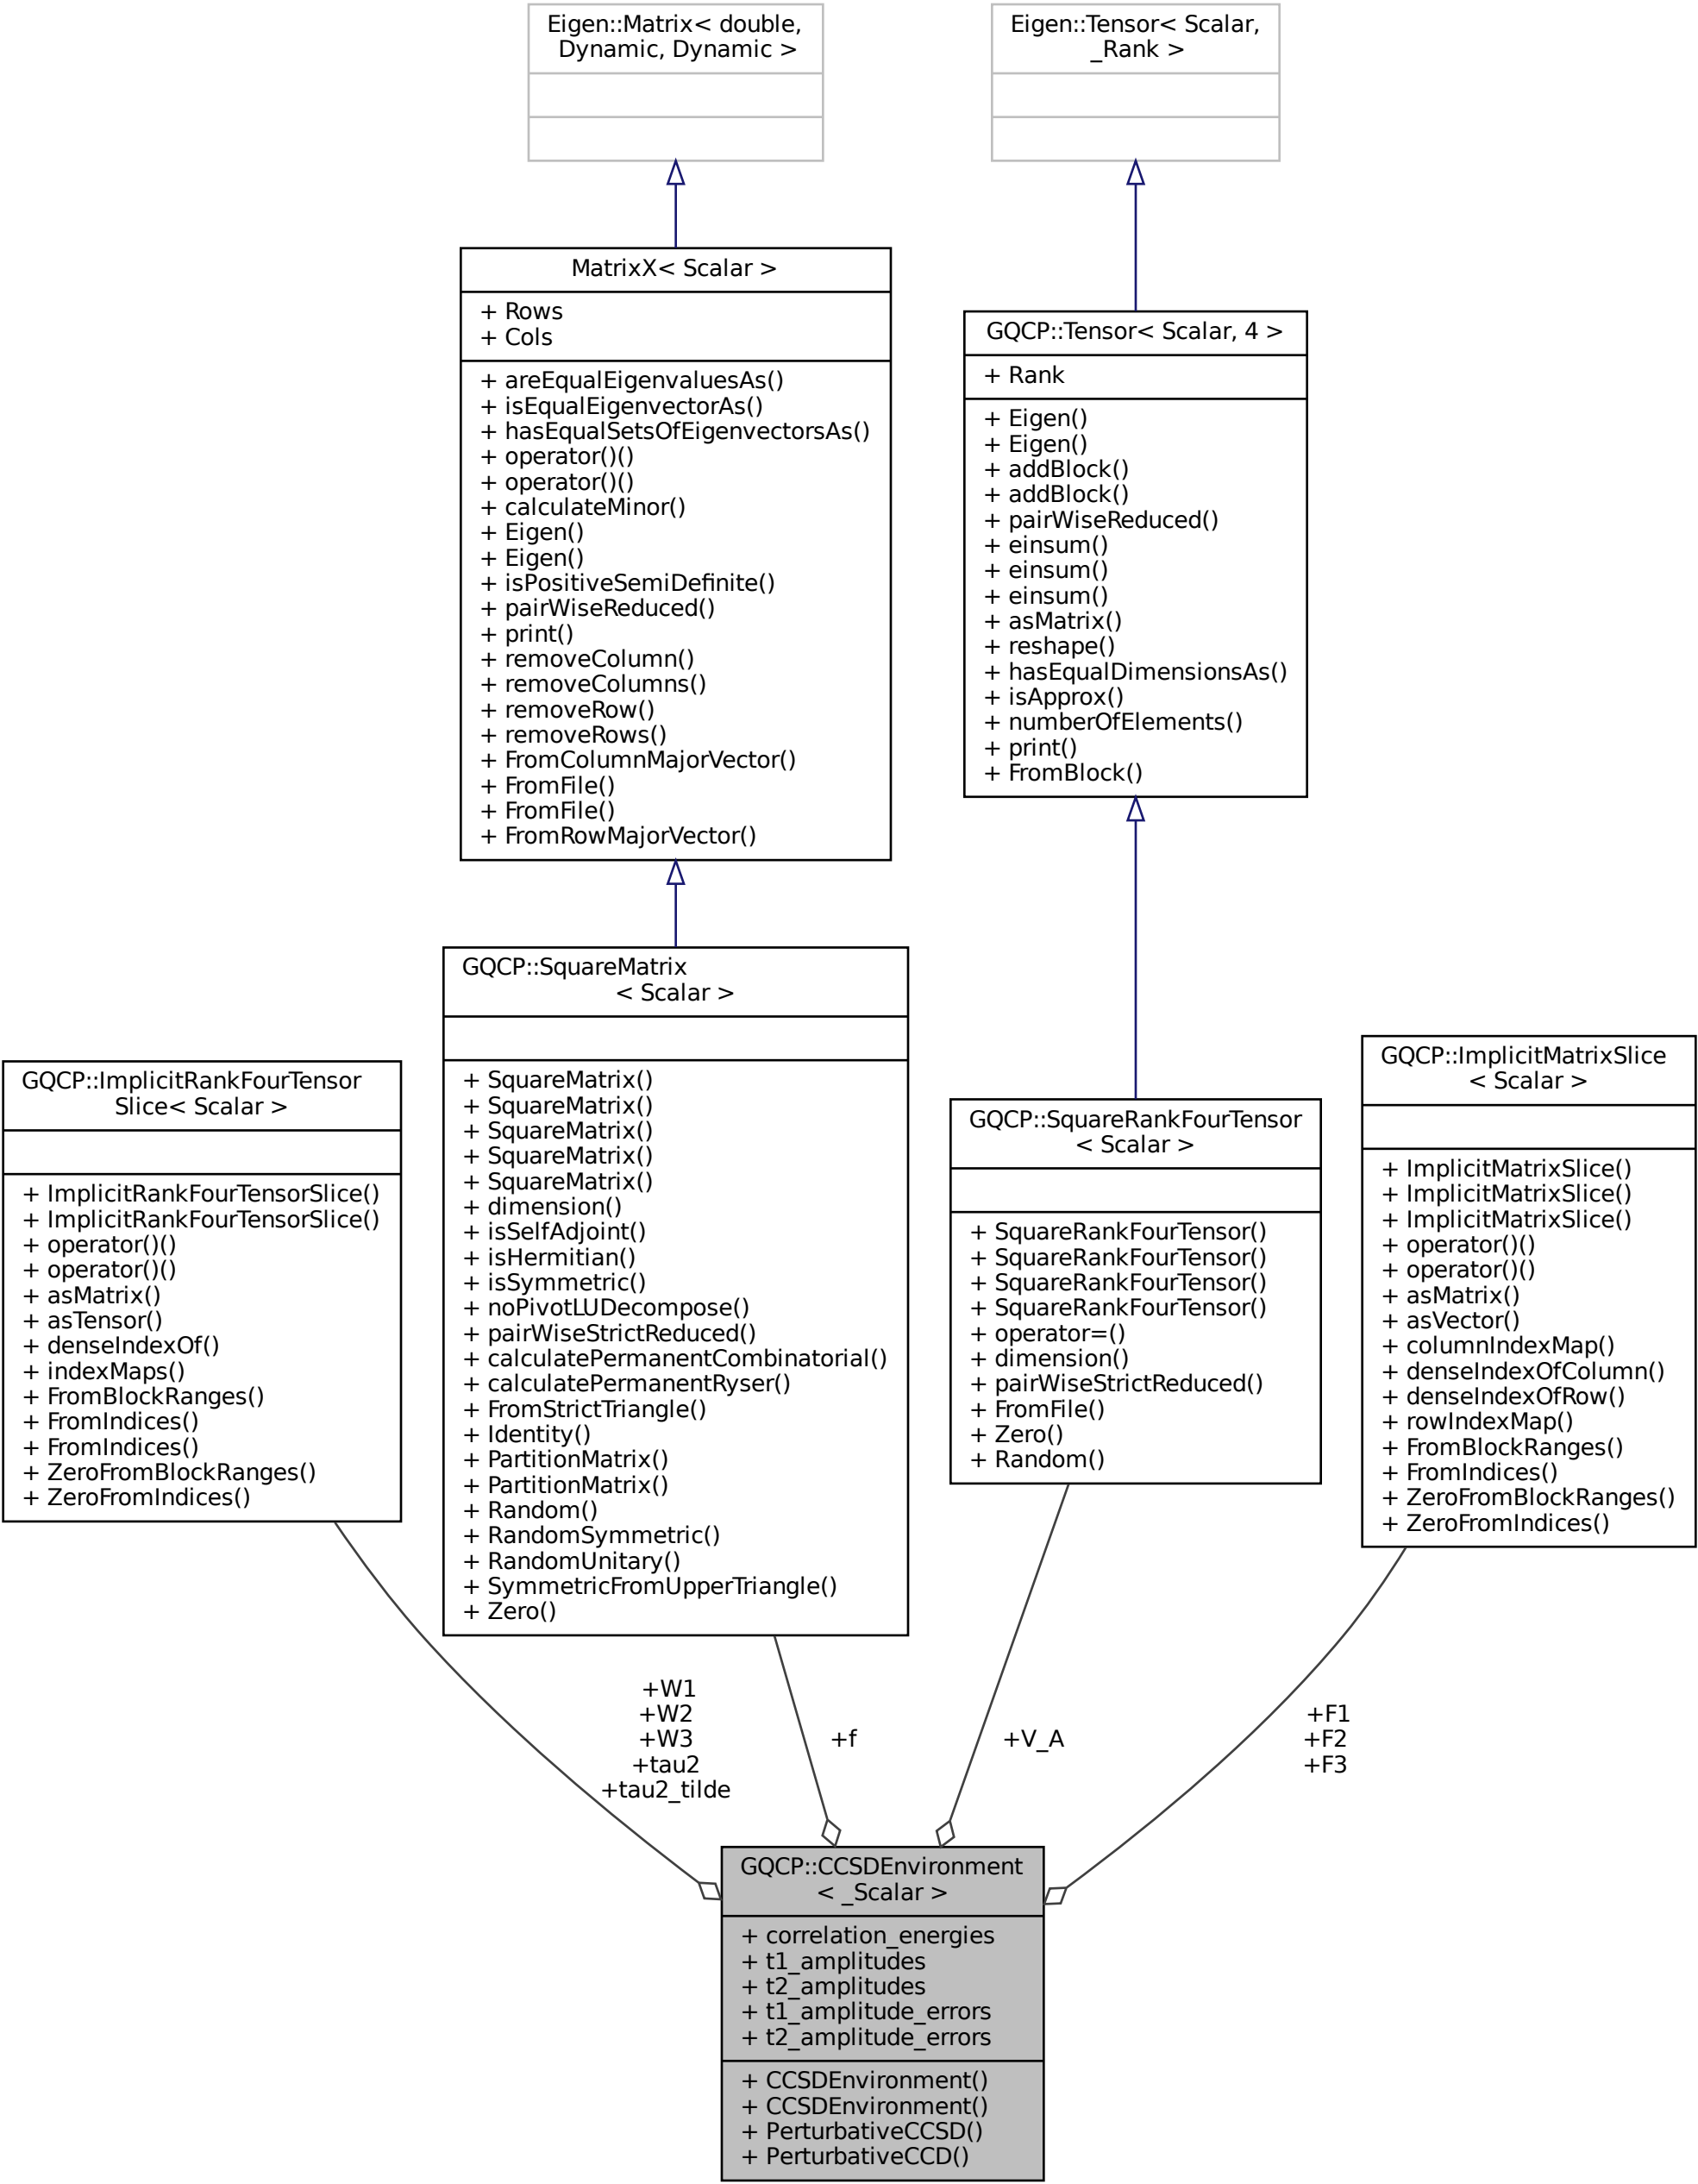 Eigen::Matrix< double,
Dynamic, Dynamic >
Eigen::Tensor< Scalar,
_Rank >
MatrixX< Scalar >
+ Rows
+ Cols
+ areEqualEigenvaluesAs()
+ isEqualEigenvectorAs()
+ hasEqualSetsOfEigenvectorsAs()
+ operator()()
+ operator()()
+ calculateMinor()
+ Eigen()
+ Eigen()
+ isPositiveSemiDefinite()
+ pairWiseReduced()
+ print()
+ removeColumn()
+ removeColumns()
+ removeRow()
+ removeRows()
+ FromColumnMajorVector()
+ FromFile()
+ FromFile()
+ FromRowMajorVector()
GQCP::Tensor< Scalar, 4 >
+ Rank
+ Eigen()
+ Eigen()
+ addBlock()
+ addBlock()
+ pairWiseReduced()
+ einsum()
+ einsum()
+ einsum()
+ asMatrix()
+ reshape()
+ hasEqualDimensionsAs()
+ isApprox()
+ numberOfElements()
+ print()
+ FromBlock()
GQCP::ImplicitRankFourTensor
Slice< Scalar >
+ ImplicitRankFourTensorSlice()
+ ImplicitRankFourTensorSlice()
+ operator()()
+ operator()()
+ asMatrix()
+ asTensor()
+ denseIndexOf()
+ indexMaps()
+ FromBlockRanges()
+ FromIndices()
+ FromIndices()
+ ZeroFromBlockRanges()
+ ZeroFromIndices()
GQCP::SquareMatrix
< Scalar >
+ SquareMatrix()
+ SquareMatrix()
+ SquareMatrix()
+ SquareMatrix()
+ SquareMatrix()
+ dimension()
+ isSelfAdjoint()
+ isHermitian()
+ isSymmetric()
+ noPivotLUDecompose()
+ pairWiseStrictReduced()
+ calculatePermanentCombinatorial()
+ calculatePermanentRyser()
+ FromStrictTriangle()
+ Identity()
+ PartitionMatrix()
+ PartitionMatrix()
+ Random()
+ RandomSymmetric()
+ RandomUnitary()
+ SymmetricFromUpperTriangle()
+ Zero()
GQCP::SquareRankFourTensor
< Scalar >
+ SquareRankFourTensor()
+ SquareRankFourTensor()
+ SquareRankFourTensor()
+ SquareRankFourTensor()
+ operator=()
+ dimension()
+ pairWiseStrictReduced()
+ FromFile()
+ Zero()
+ Random()
GQCP::ImplicitMatrixSlice
< Scalar >
+ ImplicitMatrixSlice()
+ ImplicitMatrixSlice()
+ ImplicitMatrixSlice()
+ operator()()
+ operator()()
+ asMatrix()
+ asVector()
+ columnIndexMap()
+ denseIndexOfColumn()
+ denseIndexOfRow()
+ rowIndexMap()
+ FromBlockRanges()
+ FromIndices()
+ ZeroFromBlockRanges()
+ ZeroFromIndices()
+W1
+W2
+W3
+tau2
+tau2_tilde
+f
+V_A
+F1
+F2
+F3
GQCP::CCSDEnvironment
< _Scalar >
+ correlation_energies
+ t1_amplitudes
+ t2_amplitudes
+ t1_amplitude_errors
+ t2_amplitude_errors
+ CCSDEnvironment()
+ CCSDEnvironment()
+ PerturbativeCCSD()
+ PerturbativeCCD()